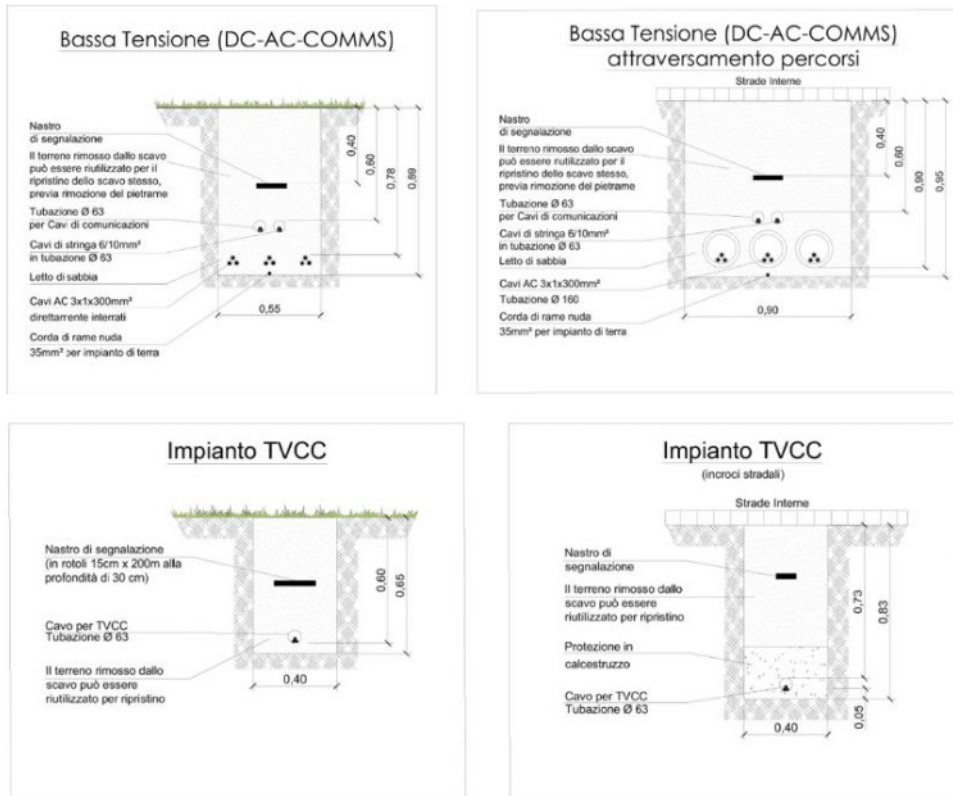 Bassa Tensione (DC-AC-COMMS)
Nastro
di segnalazione
Il terreno rimosso dallo scavo
può essere riutilizzato per il
ripristino dello scavo stesso,
previa rimozione del pietrame
Tubazione Ø 63
per Cavi di comunicazioni
Cavi di stringa 6/10mm²
in tubazione Ø 63
Letto di sabbia
Cavi AC 3x1x300mm²
direttamente interrati
Corda di rame nuda
35mm² per impianto di terra
0,40
0,60
0,78
0,89
0,55
Bassa Tensione (DC-AC-COMMS)
attraversamento percorsi
Strade Interne
Nastro
di segnalazione
Il terreno rimosso dallo scavo
può essere riutilizzato per il
ripristino dello scavo stesso,
previa rimozione del pietrame
Tubazione Ø 63
per Cavi di comunicazioni
Cavi di stringa 6/10mm²
in tubazione Ø 63
Letto di sabbia
Cavi AC 3x1x300mm²
Tubazione Ø 160
Corda di rame nuda
35mm² per impianto di terra
0,40
0,60
0,90
0,95
0,90
Impianto TVCC
Nastro di segnalazione
(in rotoli 15cm x 200m alla
profondità di 30 cm)
Cavo per TVCC
Tubazione Ø 63
Il terreno rimosso dallo
scavo può essere
riutilizzato per ripristino
0,60
0,65
0,40
Impianto TVCC
(incroci stradali)
Strade Interne
Nastro di
segnalazione
Il terreno rimosso dallo
scavo può essere
riutilizzato per ripristino
Protezione in
calcestruzzo
Cavo per TVCC
Tubazione Ø 63
0,73
0,83
0,05
0,40